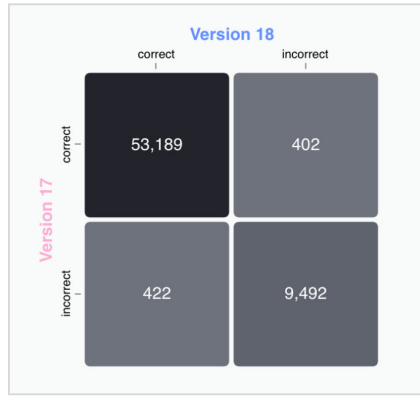 Version 18
correct
incorrect
Version 17
correct
53,189
402
incorrect
422
9,492